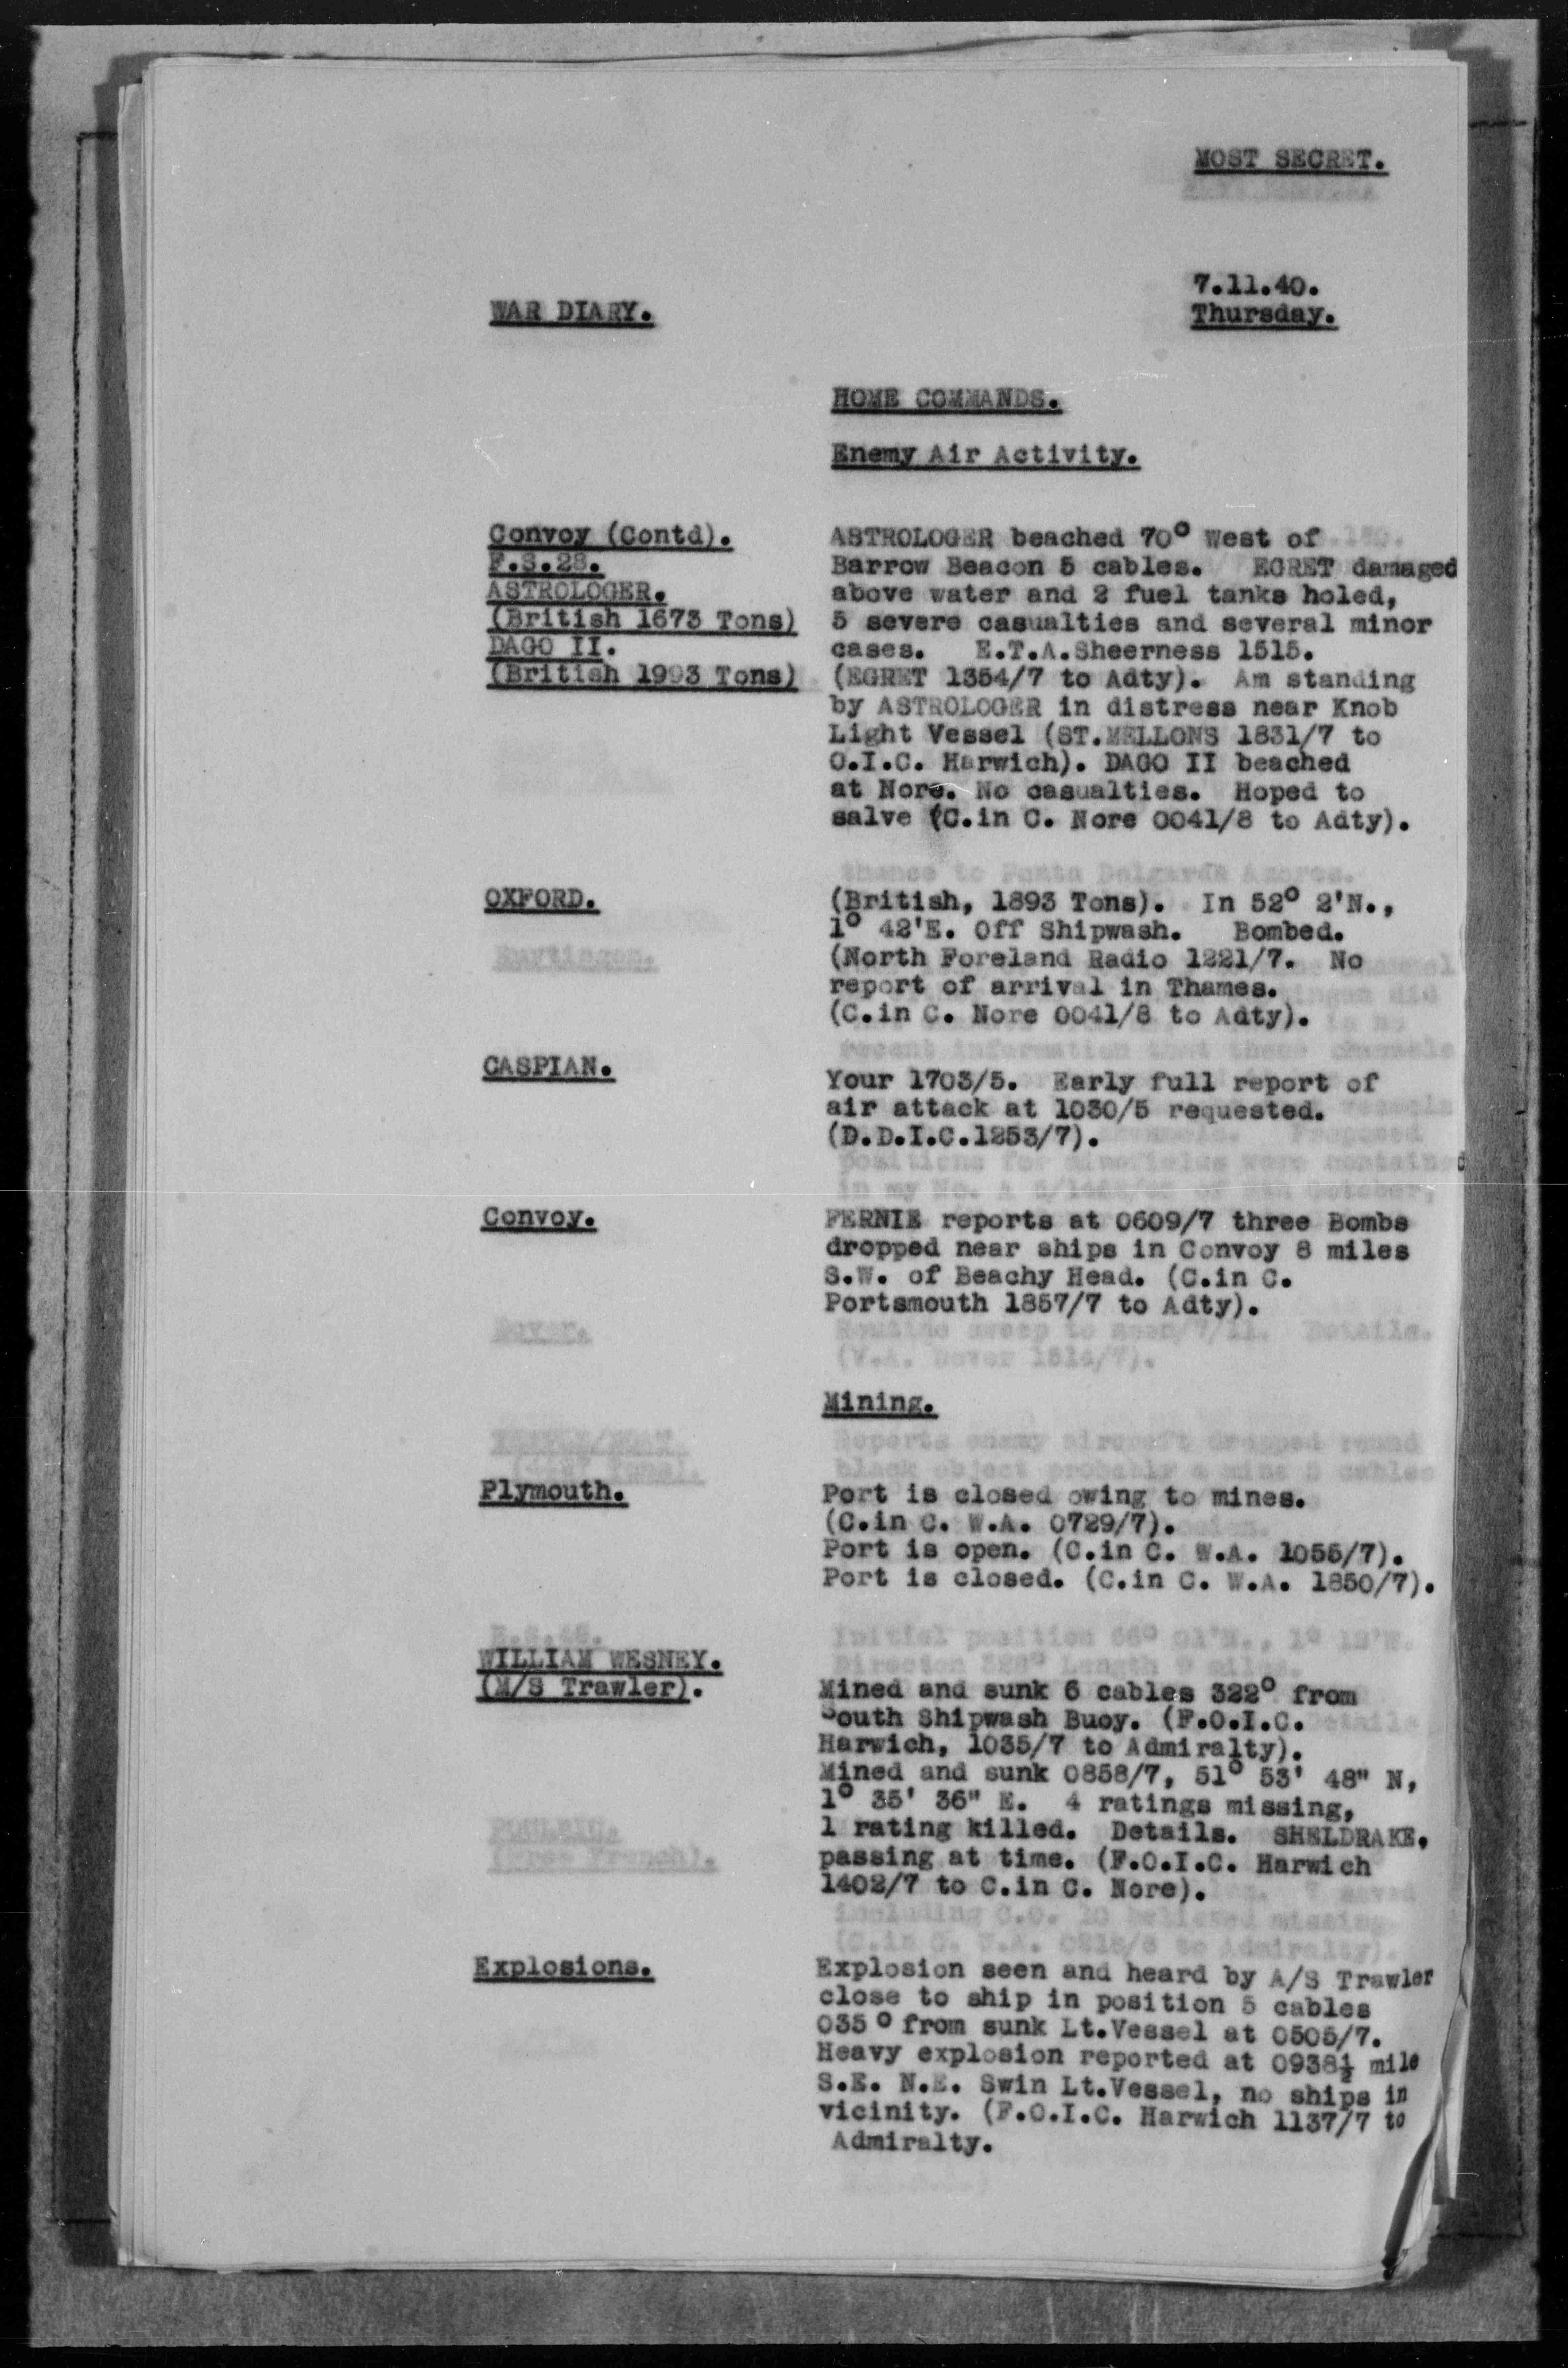 MOST SECRET.
7.11.40.
WAR DIARY.
Thursday.
HOME COMMANDS.
Enemy Air Activity.
Convoy (Contd).
F.S.28.
ASTROLOGER.
(British 1673 Tons)
DAGO II.
(British 1993 Tons)
ASTROLOGER beached 70° West of
Barrow Beacon 5 cables. EGRET damaged
above water and 2 fuel tanks holed,
5 severe casualties and several minor
cases. E.T.A.Sheerness 1515.
(EGRET 1354/7 to Adty). Am standing
by ASTROLOGER in distress near Knob
Light Vessel (ST.MELLONS 1831/7 to
O.I.C. Harwich). DAGO II beached
at Nore. No casualties. Hoped to
salve (C.in C. Nore 0041/8 to Adty).
OXFORD.
(British, 1893 Tons). In 52° 2'N.,
1° 42'E. Off Shipwash. Bombed.
(North Foreland Radio 1221/7. No
report of arrival in Thames.
(C.in C. Nore 0041/8 to Adty).
CASPIAN.
Your 1703/5. Early full report of
air attack at 1030/5 requested.
(D.D.I.C.1253/7).
Convoy.
FERNIE reports at 0609/7 three Bombs
dropped near ships in Convoy 8 miles
S.W. of Beachy Head. (C.in C.
Portsmouth 1857/7 to Adty).
Mining.
Plymouth.
Port is closed owing to mines.
(C.in C. W.A. 0729/7).
Port is open. (C.in C. W.A. 1055/7).
Port is closed. (C.in C. W.A. 1850/7).
WILLIAM WESNEY.
(M/S Trawler).
Mined and sunk 6 cables 322° from
South Shipwash Buoy. (F.O.I.C.
Harwich, 1035/7 to Admiralty).
Mined and sunk 0858/7, 51° 53' 48" N,
1° 35' 36" E. 4 ratings missing,
1 rating killed. Details. SHELDRAKE,
passing at time. (F.O.I.C. Harwich
1402/7 to C.in C. Nore).
Explosions.
Explosion seen and heard by A/S Trawler
close to ship in position 5 cables
035° from sunk Lt.Vessel at 0505/7.
Heavy explosion reported at 0938½ mile
S.E. N.E. Swin Lt.Vessel, no ships in
vicinity. (F.O.I.C. Harwich 1137/7 to
Admiralty.